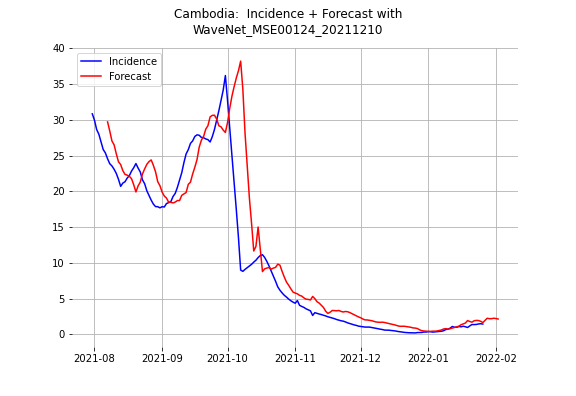 Cambodia:  Incidence + Forecast with
WaveNet_MSE00124_20211210
Incidence
Forecast
40
35
30
25
20
15
10
5
0
2021-08 2021-09 2021-10 2021-11 2021-12 2022-01 2022-02